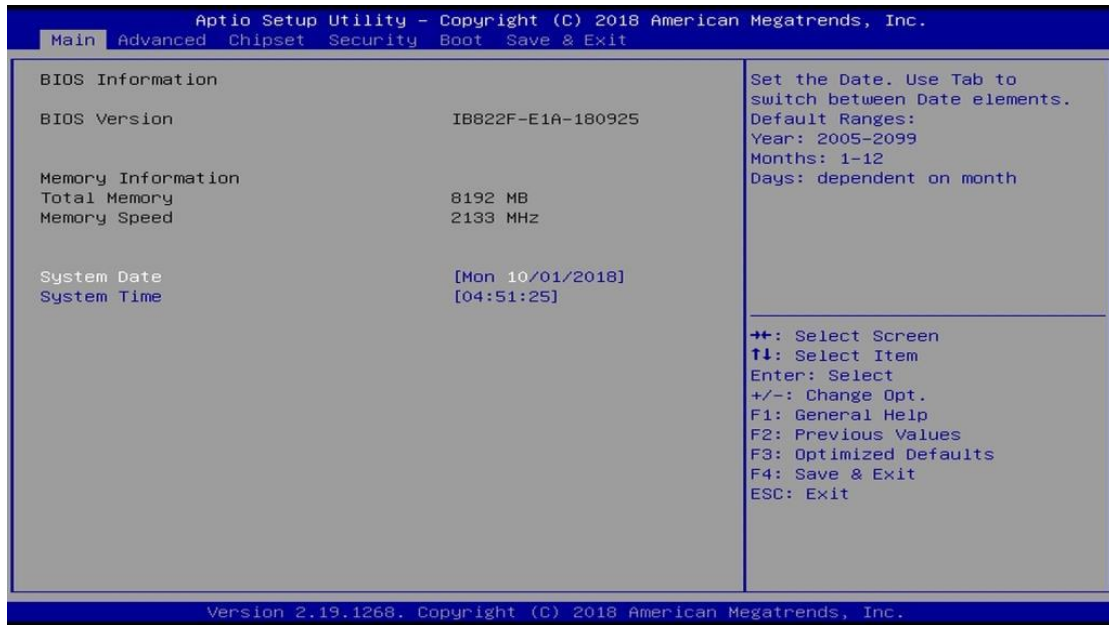 Aptio Setup Utility – Copyright (C) 2018 American Megatrends, Inc.
Main Advanced Chipset Security Boot Save & Exit
BIOS Information
BIOS Version IB822F-E1A-180925
Memory Information
Total Memory 8192 MB
Memory Speed 2133 MHz
System Date [Mon 10/01/2018]
System Time [04:51:25]
Set the Date. Use Tab to
switch between Date elements.
Default Ranges:
Year: 2005-2099
Months: 1-12
Days: dependent on month
→←: Select Screen
↑↓: Select Item
Enter: Select
+/-: Change Opt.
F1: General Help
F2: Previous Values
F3: Optimized Defaults
F4: Save & Exit
ESC: Exit
Version 2.19.1268. Copyright (C) 2018 American Megatrends, Inc.